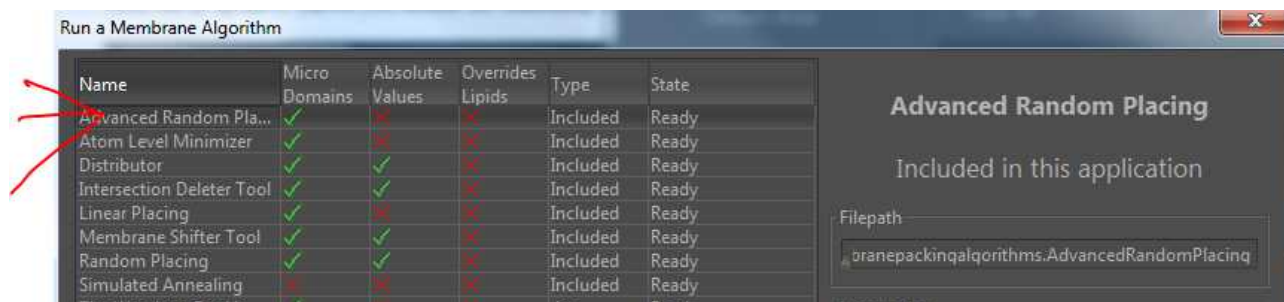 Run a Membrane Algorithm
Name Micro Domains Absolute Values Overrides Lipids Type State
Advanced Random Pla... Included Ready
Atom Level Minimizer Included Ready
Distributor Included Ready
Intersection Deleter Tool Included Ready
Linear Placing Included Ready
Membrane Shifter Tool Included Ready
Random Placing Included Ready
Simulated Annealing Included Ready
Advanced Random Placing
Included in this application
Filepath
oranepackingalgorithms.AdvancedRandomPlacing